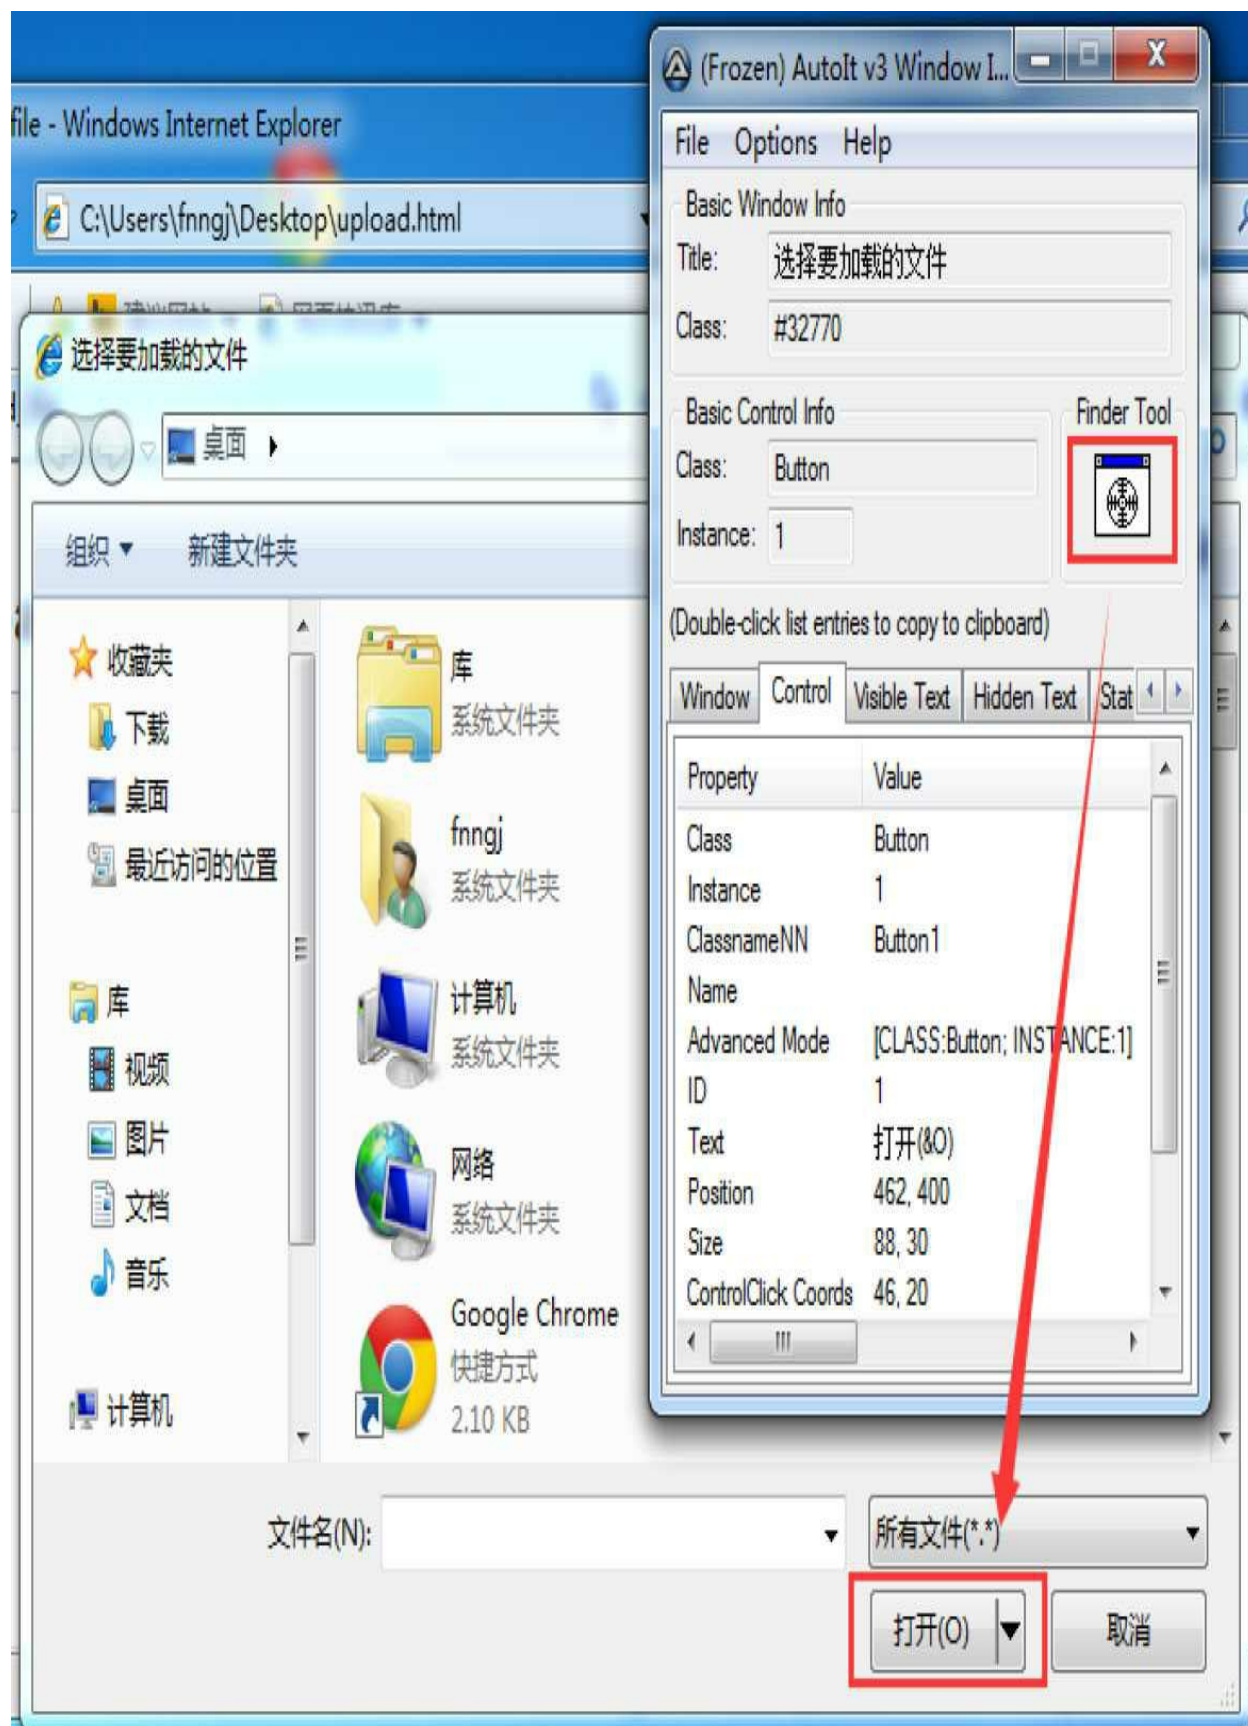 (Frozen) AutoIt v3 Window I...
file - Windows Internet Explorer
File Options Help
Basic Window Info
C:\Users\fnngj\Desktop\upload.html
Title: 选择要加载的文件
Class: #32770
选择要加载的文件
Basic Control Info
Finder Tool
桌面
Class: Button
Instance: 1
组织 新建文件夹
(Double-click list entries to copy to clipboard)
Window Control Visible Text Hidden Text Stat
Property Value
Class Button
Instance 1
ClassnameNN Button1
Name
Advanced Mode [CLASS:Button; INSTANCE:1]
ID 1
Text 打开(&O)
Position 462, 400
Size 88, 30
ControlClick Coords 46, 20
收藏夹
下载
桌面
最近访问的位置
库
视频
图片
文档
音乐
计算机
库
系统文件夹
fnngj
系统文件夹
计算机
系统文件夹
网络
系统文件夹
Google Chrome
快捷方式
2.10 KB
文件名(N):
所有文件(*.*)
打开(O)
取消